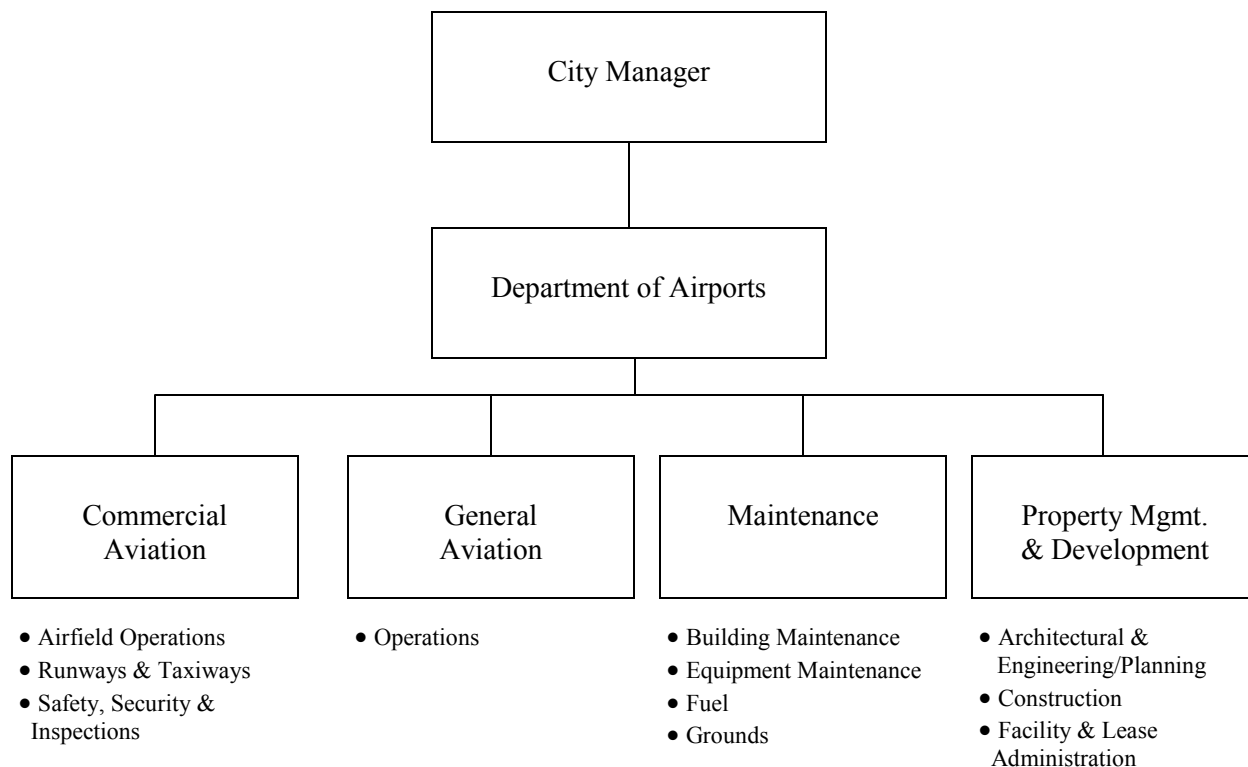 City Manager
Department of Airports
Commercial
Aviation
General
Aviation
Maintenance
Property Mgmt.
& Development
• Airfield Operations
• Runways & Taxiways
• Safety, Security &
Inspections
• Operations
• Building Maintenance
• Equipment Maintenance
• Fuel
• Grounds
• Architectural &
Engineering/Planning
• Construction
• Facility & Lease
Administration